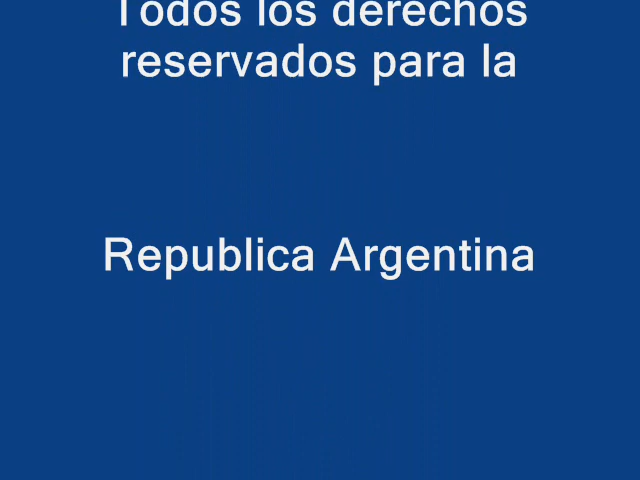 Todos los derechos
reservados para la
Republica Argentina